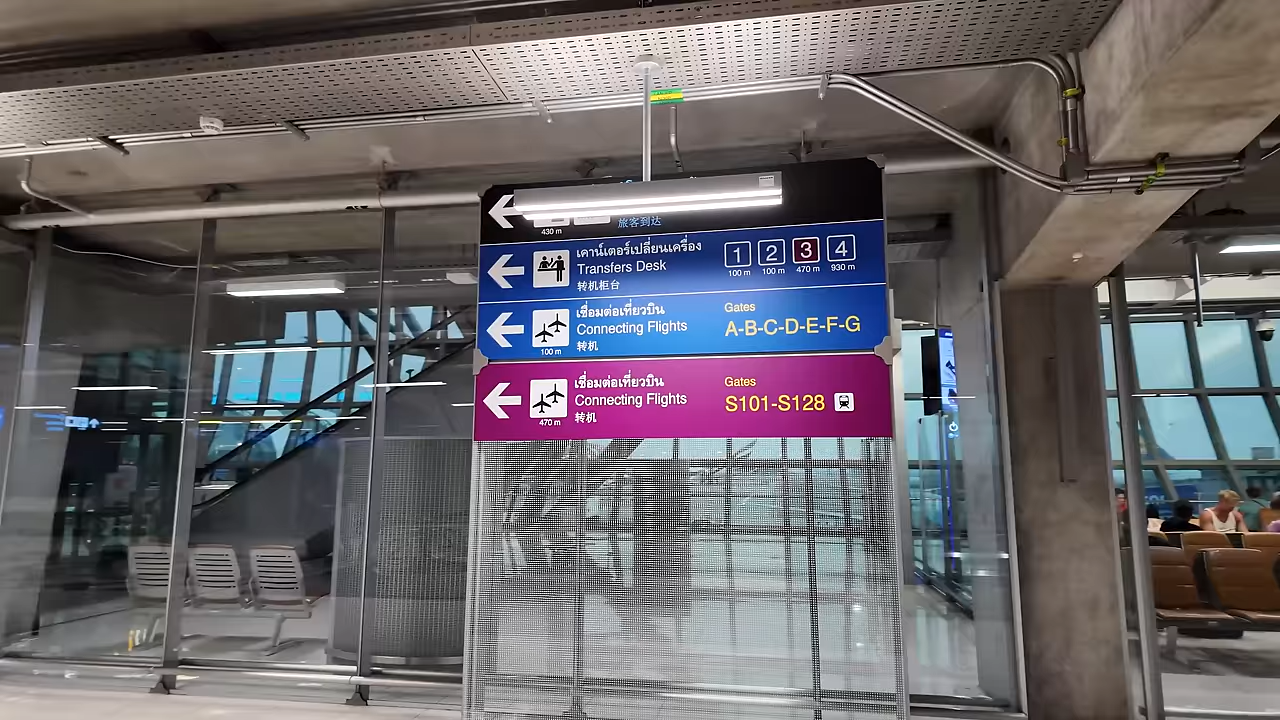 旅客到达
430 m
เคาน์เตอร์เปลี่ยนเครื่อง
Transfers Desk
转机柜台
1 2 3 4
100 m 100 m 470 m 930 m
เชื่อมต่อเที่ยวบิน
Connecting Flights
转机
100 m
Gates
A-B-C-D-E-F-G
เชื่อมต่อเที่ยวบิน
Connecting Flights
转机
470 m
Gates
S101-S128